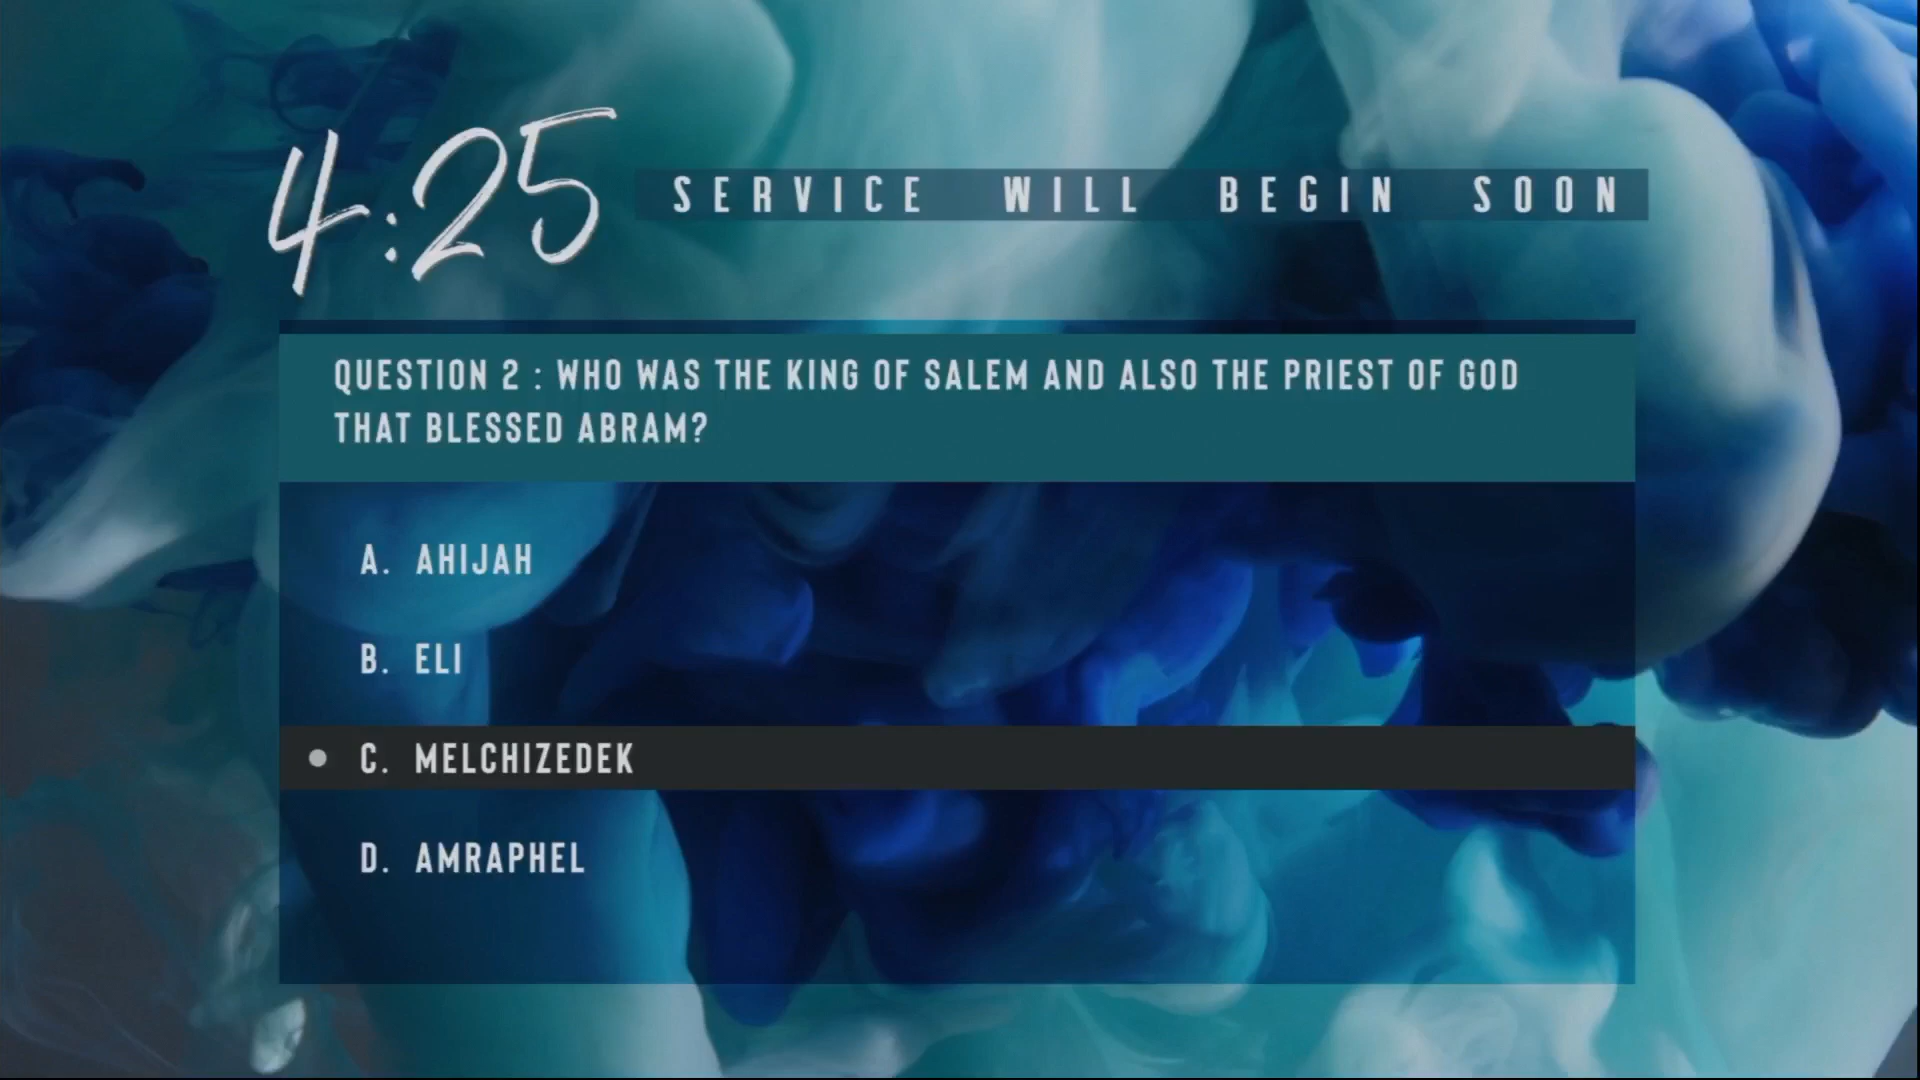 4:25
SERVICE WILL BEGIN SOON
QUESTION 2 : WHO WAS THE KING OF SALEM AND ALSO THE PRIEST OF GOD
THAT BLESSED ABRAM?
A. AHIJAH
B. ELI
C. MELCHIZEDEK
D. AMRAPHEL